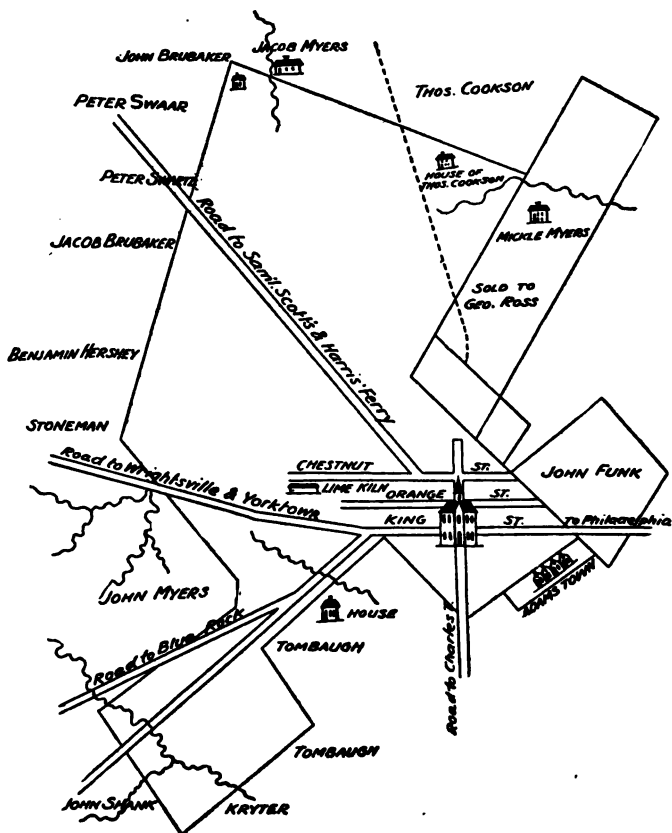 JOHN BRUBAKER
JACOB MYERS
PETER SWAAR
THOS. COOKSON
HOUSE OF
THOS. COOKSON
PETER SWARTZ
Road to Saml. Scott's & Harris' Ferry
MICKLE MYERS
JACOB BRUBAKER
SOLD TO
GEO. ROSS
BENJAMIN HERSHEY
STONEMAN
Road to Wrightsville & Yorktown
CHESTNUT ST.
JOHN FUNK
LIME KILN
ORANGE ST.
KING ST. To Philadelphia
ADAMSTOWN
JOHN MYERS
HOUSE
Road to Blue Rock
TOMBAUGH
Road to Charles T.
TOMBAUGH
JOHN SHANK
KRYTER